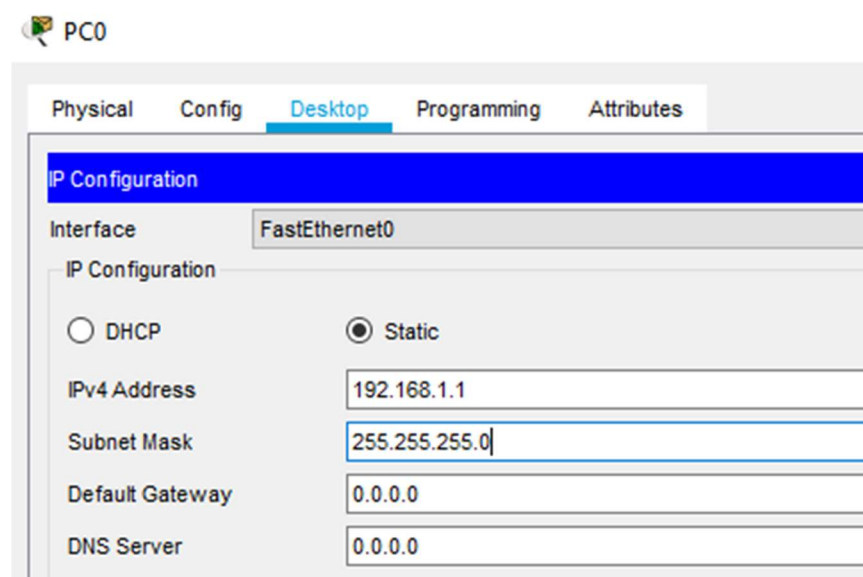 PC0
Physical Config Desktop Programming Attributes
IP Configuration
Interface FastEthernet0
IP Configuration
DHCP Static
IPv4 Address 192.168.1.1
Subnet Mask 255.255.255.0
Default Gateway 0.0.0.0
DNS Server 0.0.0.0